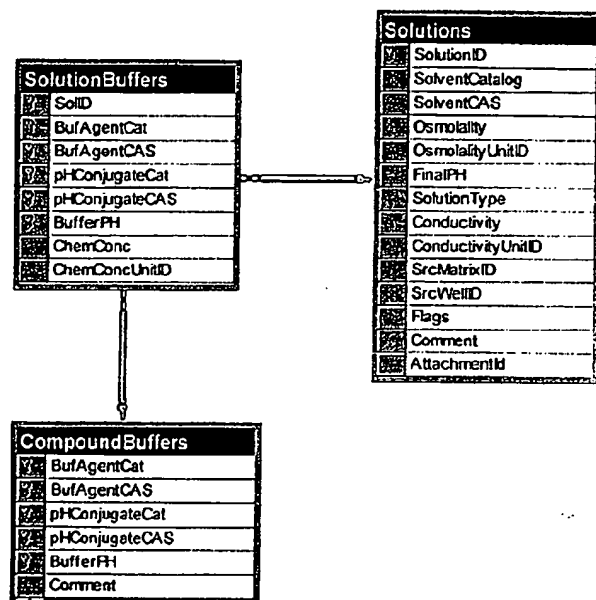 SolutionBuffers
SolID
BufAgentCat
BufAgentCAS
pHConjugateCat
pHConjugateCAS
BufferPH
ChemConc
ChemConcUnitID
Solutions
SolutionID
SolventCatalog
SolventCAS
Osmolality
OsmolalityUnitID
FinalPH
SolutionType
Conductivity
ConductivityUnitID
SrcMatrixID
SrcWellID
Flags
Comment
AttachmentId
CompoundBuffers
BufAgentCat
BufAgentCAS
pHConjugateCat
pHConjugateCAS
BufferPH
Comment